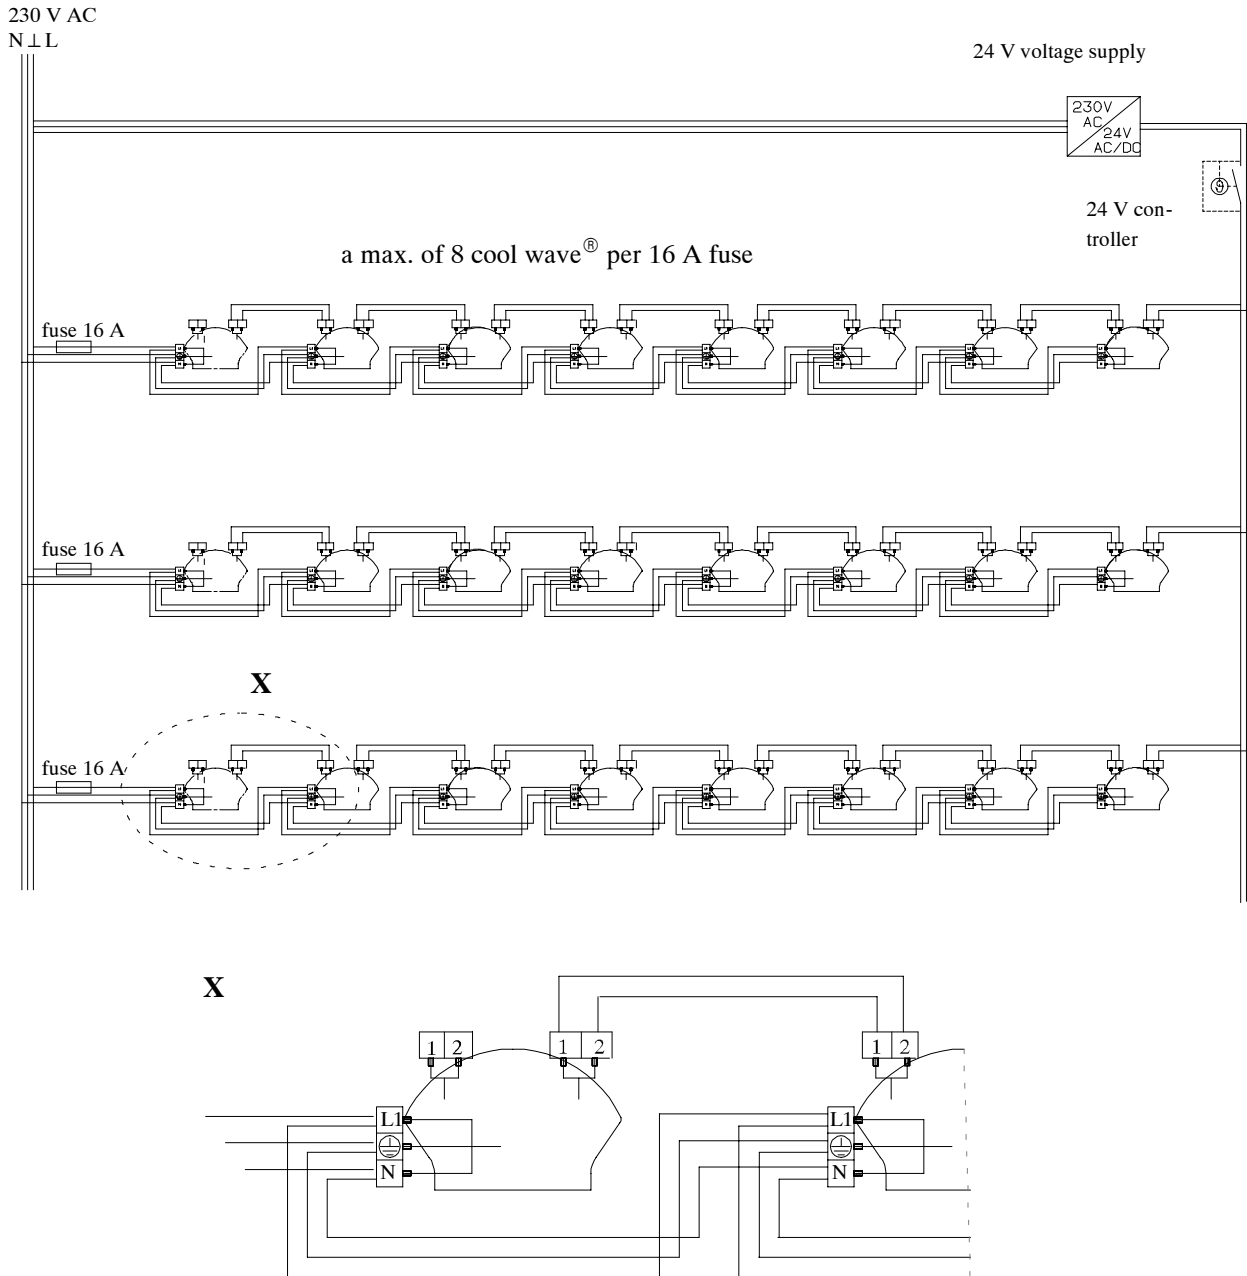 230 V AC
N ⊥ L
24 V voltage supply
230V
AC
24V
AC/DC
24 V con-
troller
a max. of 8 cool wave® per 16 A fuse
fuse 16 A
fuse 16 A
X
fuse 16 A
X
1 2
1 2
1 2
L1
N
L1
N